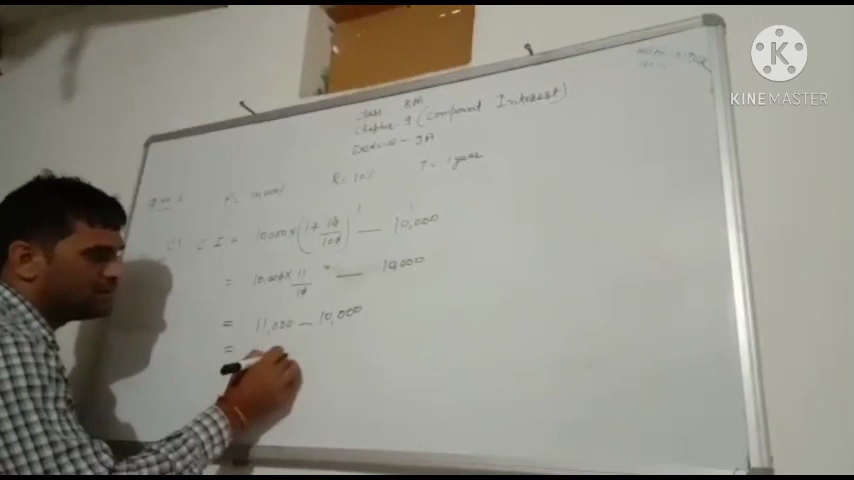 Class 8th
Chapter - 9 (Compound Interest)
Exercise - 9A
P = 10,000/- R = 10% T = 1 year
C.I = 10,000 × (1 + 10/100)^1 — 10,000
= 10,000 × 11/10 — 10,000
= 11,000 — 10,000
=
KINEMASTER